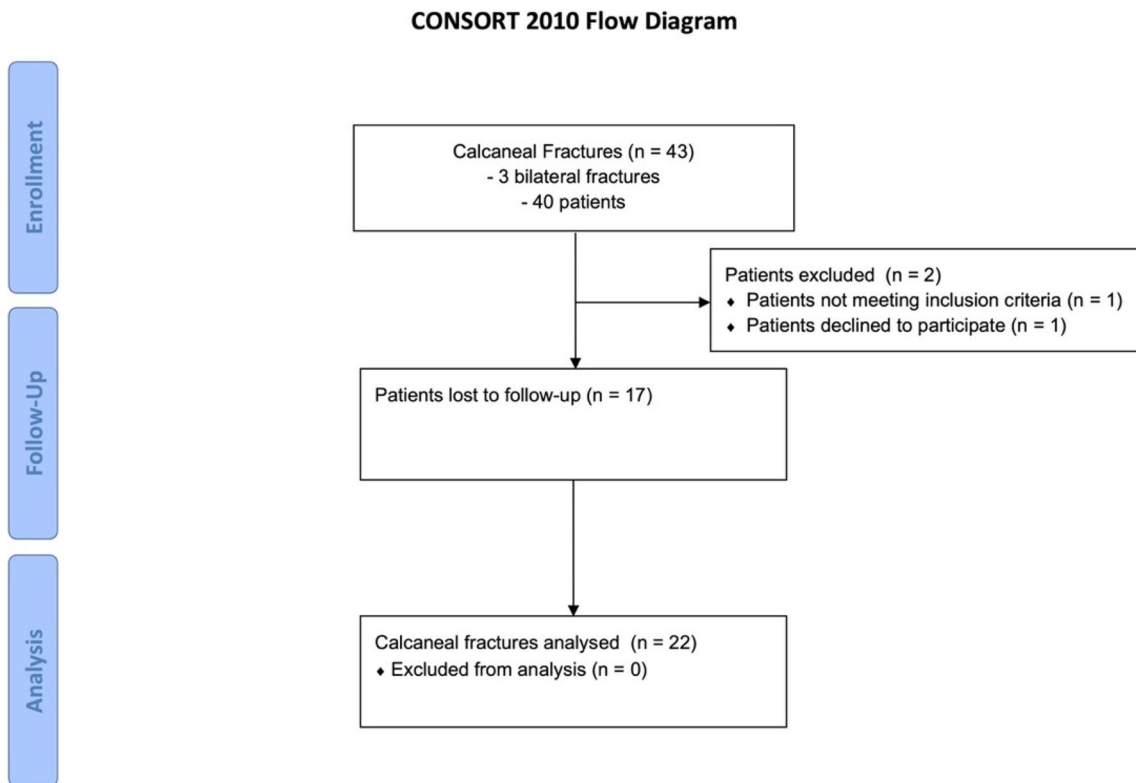 CONSORT 2010 Flow Diagram
Enrollment
Calcaneal Fractures (n = 43)
- 3 bilateral fractures
- 40 patients
Patients excluded (n = 2)
♦ Patients not meeting inclusion criteria (n = 1)
♦ Patients declined to participate (n = 1)
Follow-Up
Patients lost to follow-up (n = 17)
Analysis
Calcaneal fractures analysed (n = 22)
♦ Excluded from analysis (n = 0)